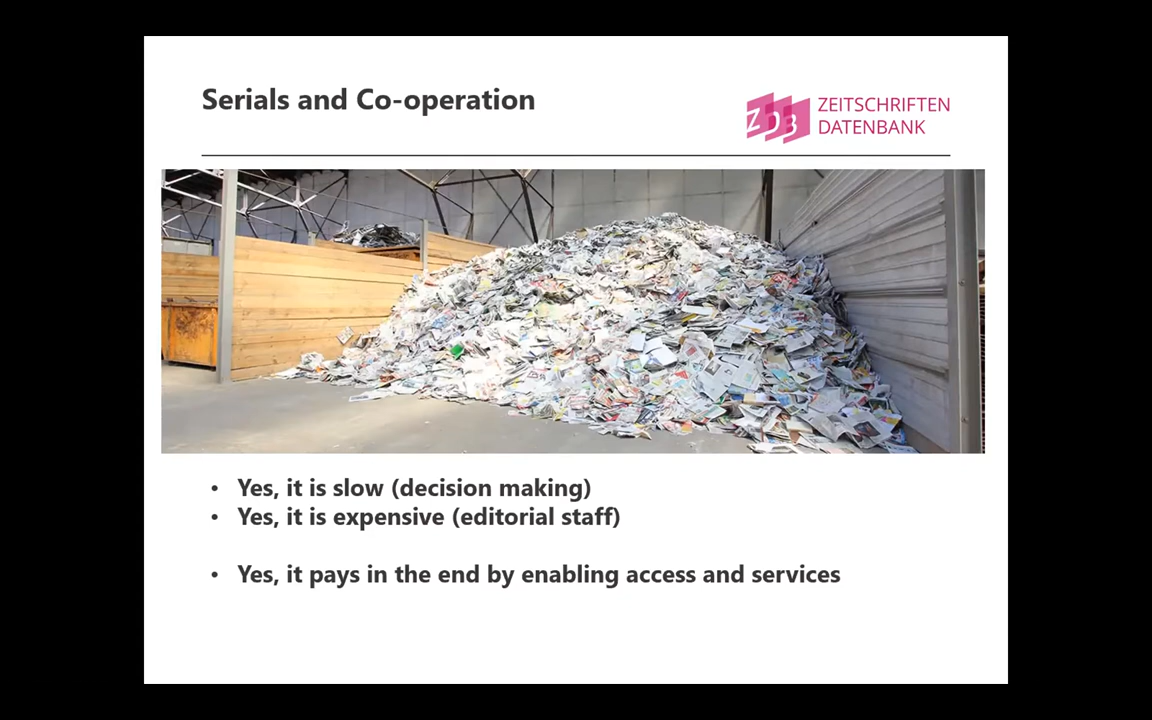 Serials and Co-operation
ZDB
ZEITSCHRIFTEN
DATENBANK
• Yes, it is slow (decision making)
• Yes, it is expensive (editorial staff)
• Yes, it pays in the end by enabling access and services